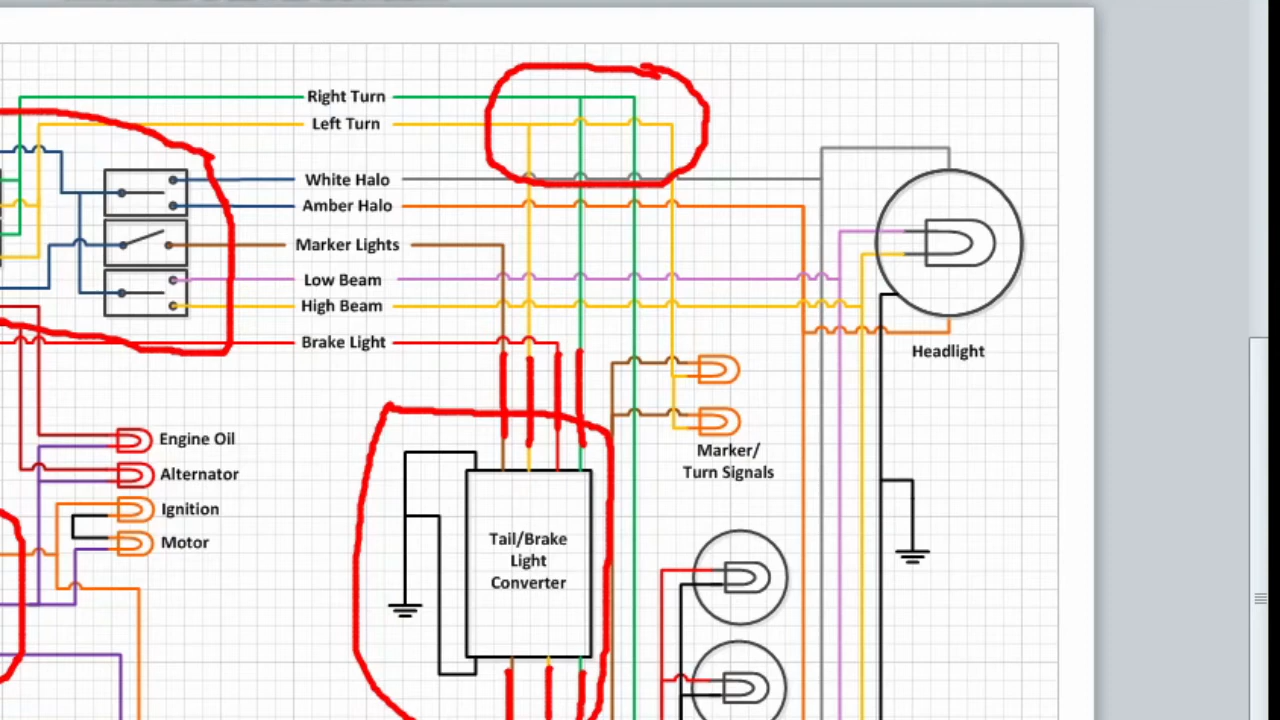 Right Turn
Left Turn
White Halo
Amber Halo
Marker Lights
Low Beam
High Beam
Brake Light
Headlight
Marker/
Turn Signals
Engine Oil
Alternator
Ignition
Motor
Tail/Brake
Light
Converter